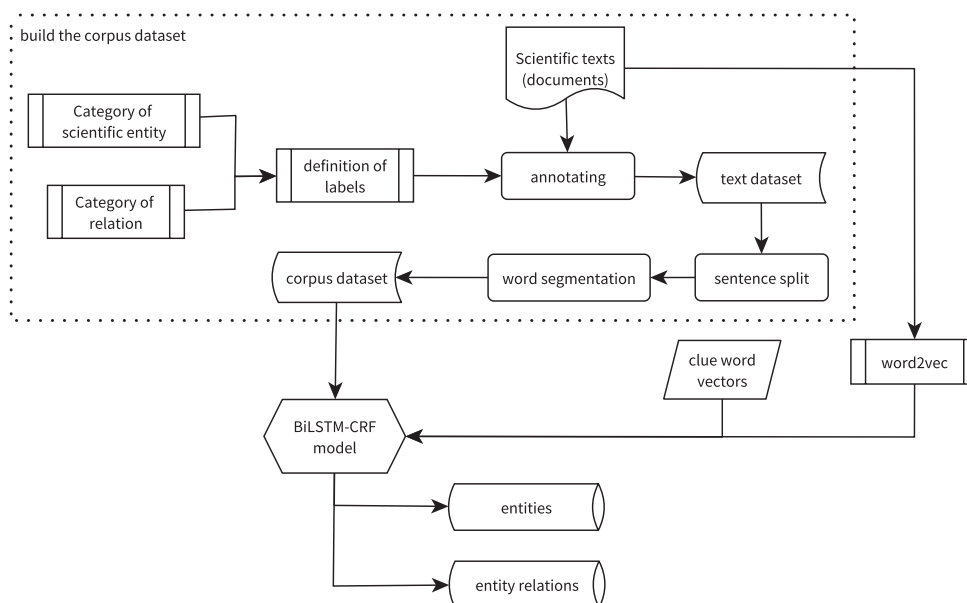 build the corpus dataset
Scientific texts
(documents)
Category of
scientific entity
definition of
labels
annotating
text dataset
Category of
relation
corpus dataset
word segmentation
sentence split
clue word
vectors
word2vec
BiLSTM-CRF
model
entities
entity relations